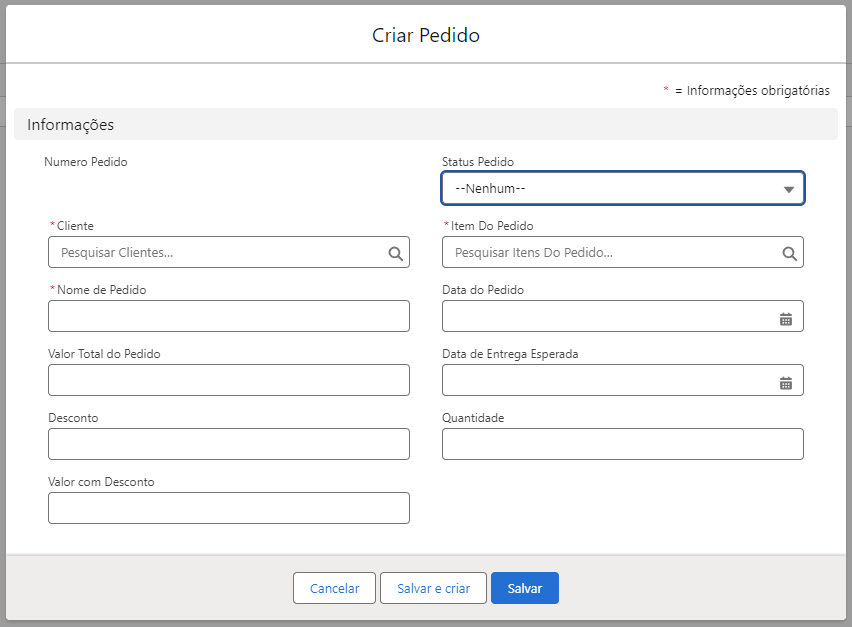 Criar Pedido
* = Informações obrigatórias
Informações
Numero Pedido
Status Pedido
--Nenhum--
*Cliente
Pesquisar Clientes...
*Item Do Pedido
Pesquisar Itens Do Pedido...
*Nome de Pedido
Data do Pedido
Valor Total do Pedido
Data de Entrega Esperada
Desconto
Quantidade
Valor com Desconto
Cancelar
Salvar e criar
Salvar